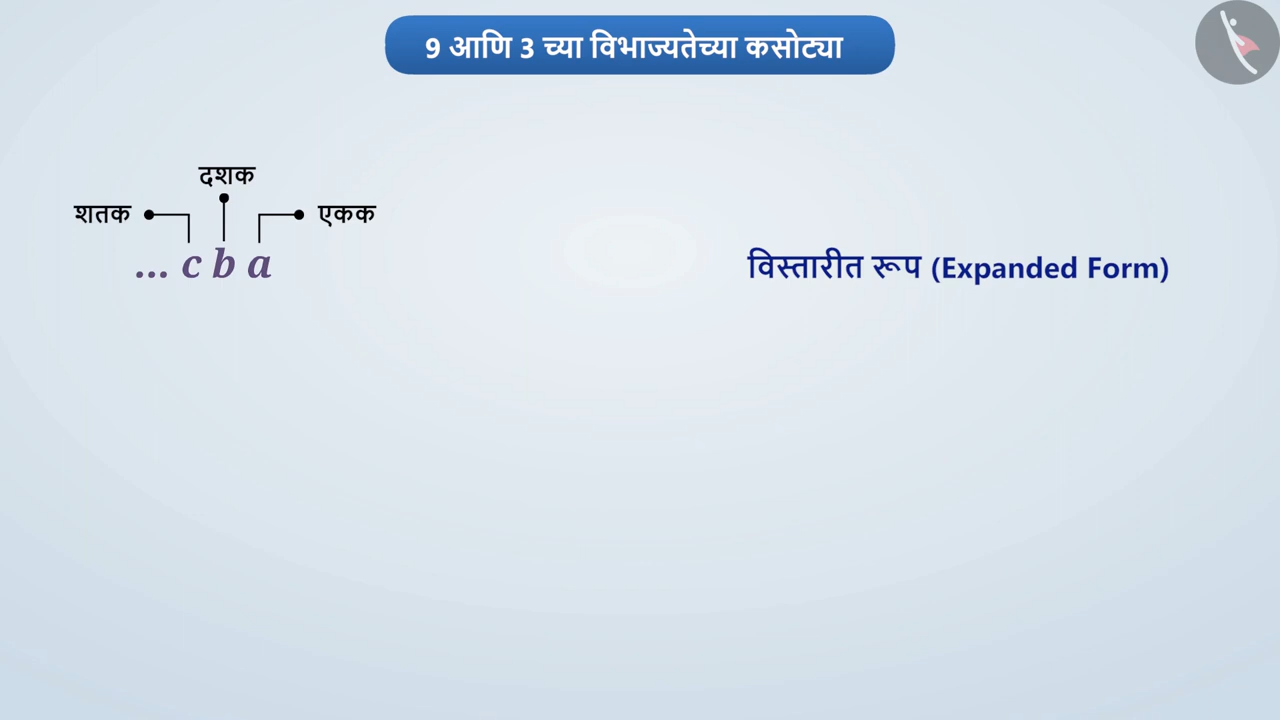 9 आणि 3 च्या विभाज्यतेच्या कसोट्या
दशक
शतक एकक
... c b a
विस्तारीत रूप (Expanded Form)